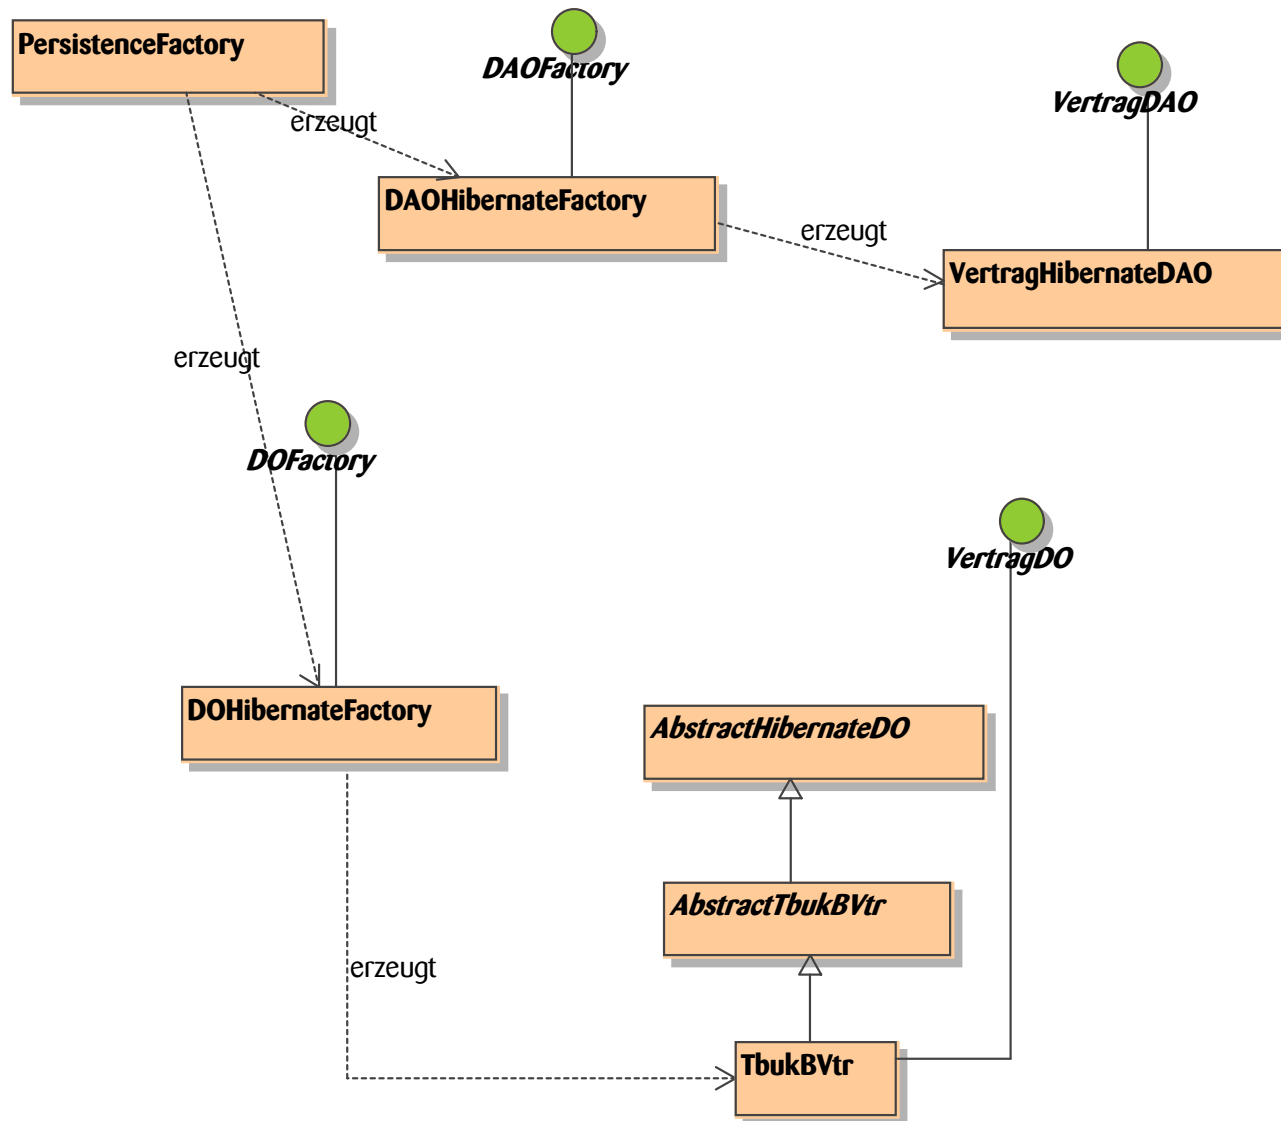 PersistenceFactory
DAOFactory
VertragDAO
erzeugt
DAOHibernateFactory
erzeugt
VertragHibernateDAO
erzeugt
DOFactory
VertragDO
DOHibernateFactory
AbstractHibernateDO
AbstractTbukBVtr
erzeugt
TbukBVtr